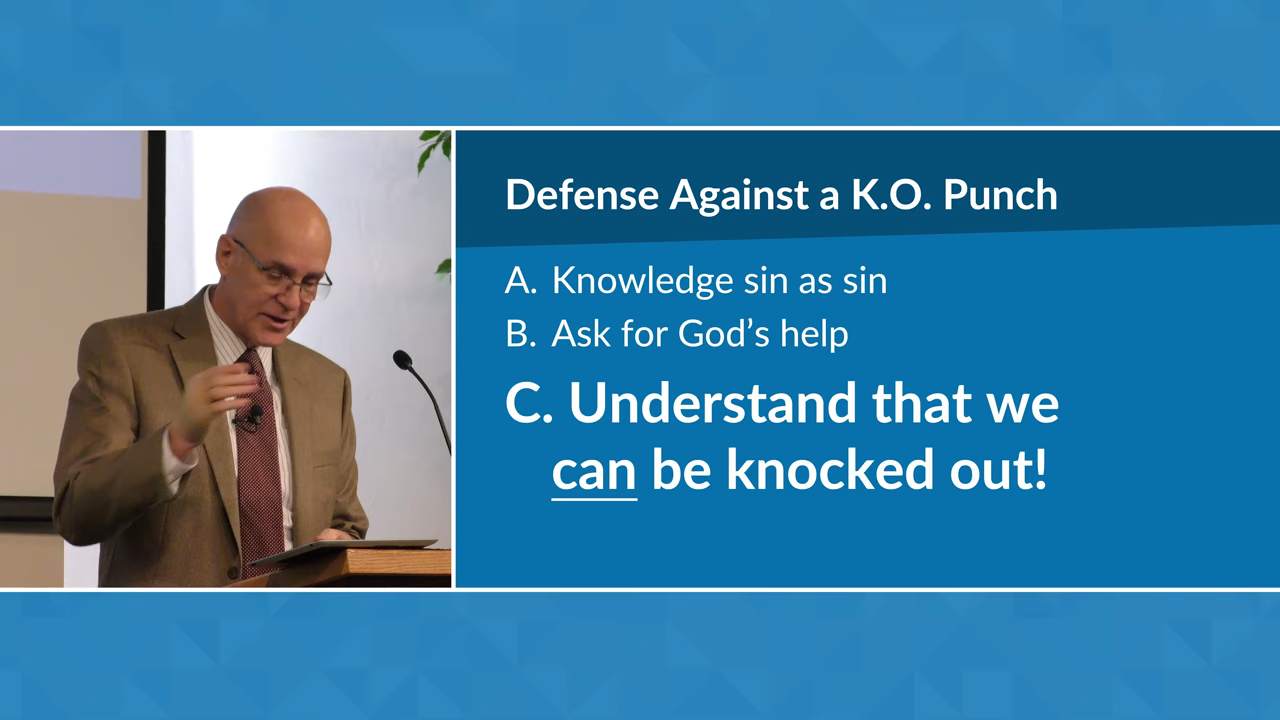 Defense Against a K.O. Punch
A. Knowledge sin as sin
B. Ask for God’s help
C. Understand that we
can be knocked out!